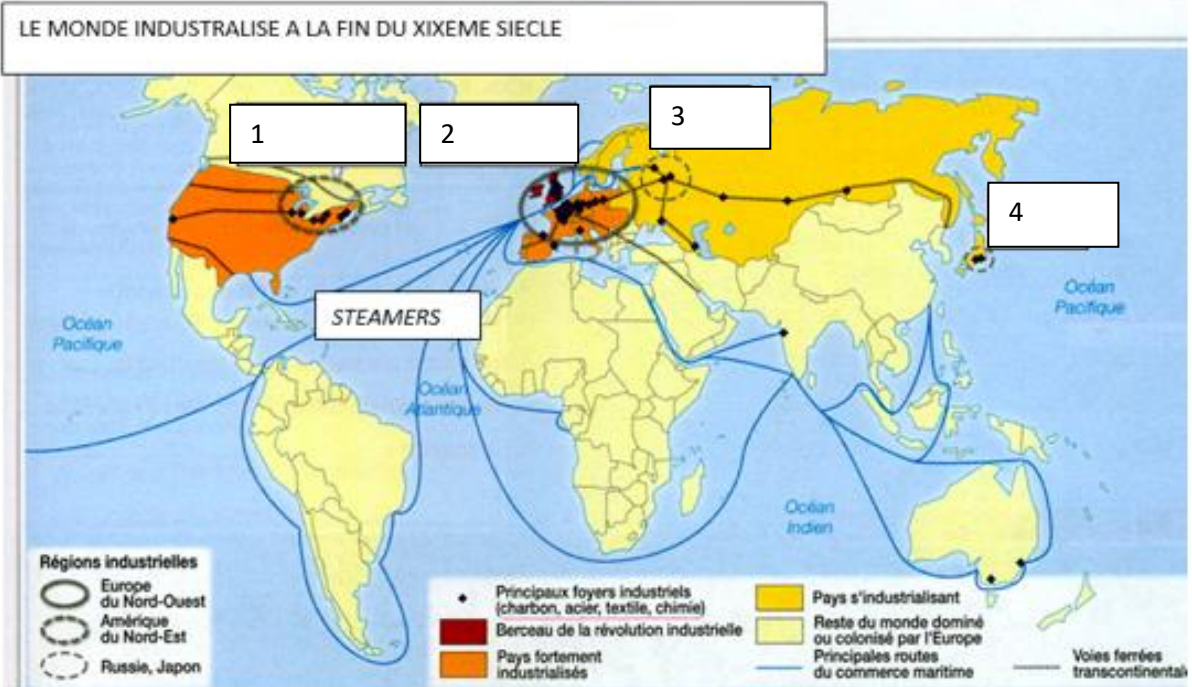 LE MONDE INDUSTRALISE A LA FIN DU XIXEME SIECLE
1
2
3
4
STEAMERS
Océan
Pacifique
Océan
Atlantique
Océan
Pacifique
Océan
Indien
Régions industrielles
Europe
du Nord-Ouest
Amérique
du Nord-Est
Russie, Japon
Principaux foyers industriels
(charbon, acier, textile, chimie)
Berceau de la révolution industrielle
Pays fortement
industrialisés
Pays s'industrialisant
Reste du monde dominé
ou colonisé par l'Europe
Principales routes
du commerce maritime
Voies ferrées
transcontinentale